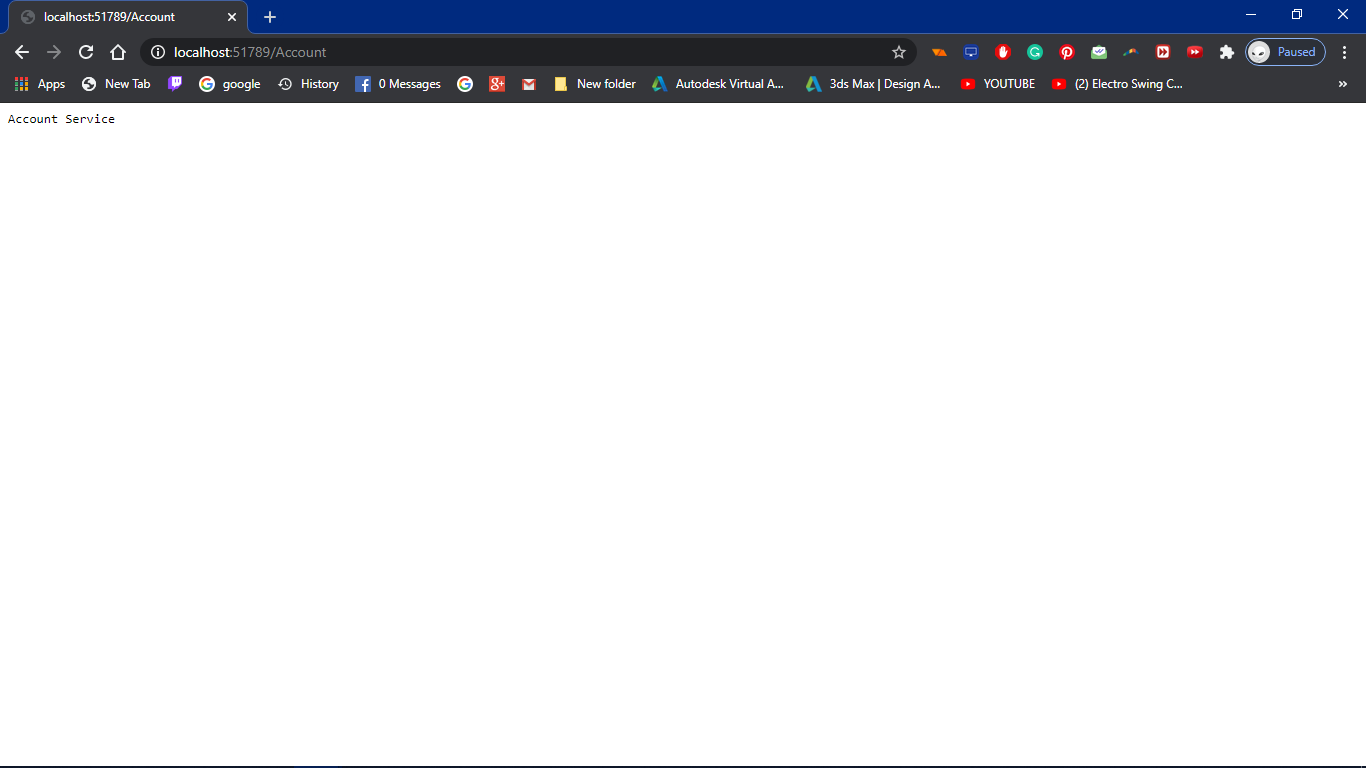 localhost:51789/Account
localhost:51789/Account
Paused
Apps New Tab google History 0 Messages New folder Autodesk Virtual A... 3ds Max | Design A... YOUTUBE (2) Electro Swing C...
Account Service